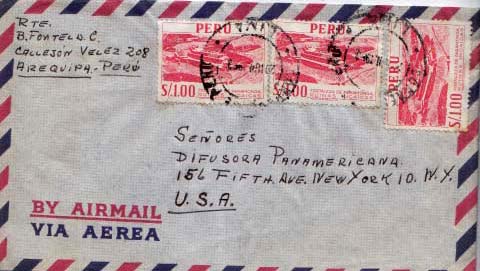 RTE.
B. FONTELA. C.
CALLEJÓN VELEZ 208
AREQUIPA.- PERÚ
PERU
S/1.00
PERU
S/1.00
PERU
S/1.00
SEÑORES
DIFUSORA PANAMERICANA.
156 FIFTH. AVE. NEW YORK 10. N.Y.
U.S.A.
BY AIRMAIL
VIA AEREA